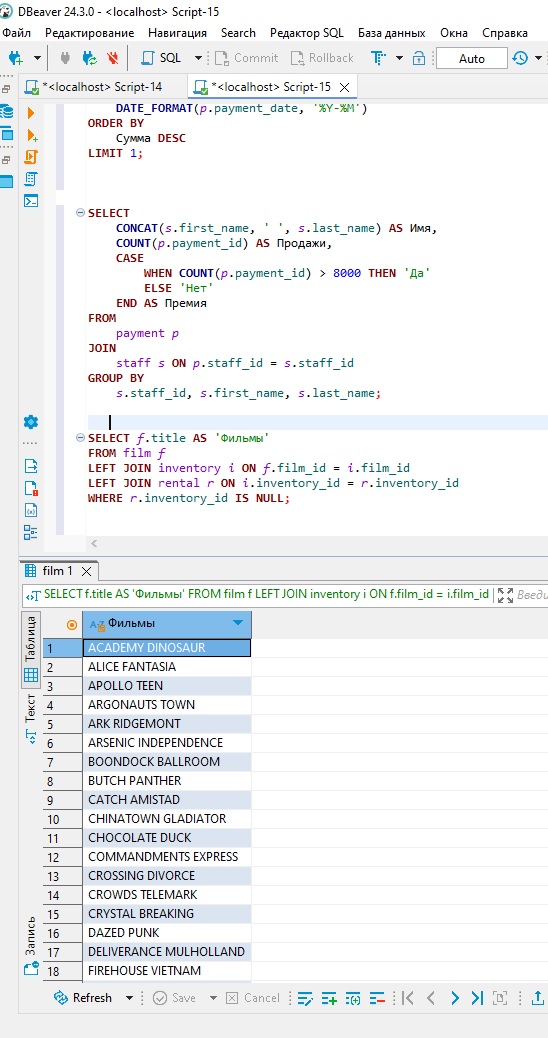 DBeaver 24.3.0 - <localhost> Script-15
Файл Редактирование Навигация Search Редактор SQL База данных Окна Справка
SQL Commit Rollback Auto
*<localhost> Script-14 *<localhost> Script-15
DATE_FORMAT(p.payment_date, '%Y-%M')
ORDER BY
Сумма DESC
LIMIT 1;
SELECT
CONCAT(s.first_name, ' ', s.last_name) AS Имя,
COUNT(p.payment_id) AS Продажи,
CASE
WHEN COUNT(p.payment_id) > 8000 THEN 'Да'
ELSE 'Нет'
END AS Премия
FROM
payment p
JOIN
staff s ON p.staff_id = s.staff_id
GROUP BY
s.staff_id, s.first_name, s.last_name;
SELECT f.title AS 'Фильмы'
FROM film f
LEFT JOIN inventory i ON f.film_id = i.film_id
LEFT JOIN rental r ON i.inventory_id = r.inventory_id
WHERE r.inventory_id IS NULL;
film 1
SELECT f.title AS 'Фильмы' FROM film f LEFT JOIN inventory i ON f.film_id = i.film_id Введи
Таблица
Текст
Запись
A-Z Фильмы
1 ACADEMY DINOSAUR
2 ALICE FANTASIA
3 APOLLO TEEN
4 ARGONAUTS TOWN
5 ARK RIDGEMONT
6 ARSENIC INDEPENDENCE
7 BOONDOCK BALLROOM
8 BUTCH PANTHER
9 CATCH AMISTAD
10 CHINATOWN GLADIATOR
11 CHOCOLATE DUCK
12 COMMANDMENTS EXPRESS
13 CROSSING DIVORCE
14 CROWDS TELEMARK
15 CRYSTAL BREAKING
16 DAZED PUNK
17 DELIVERANCE MULHOLLAND
18 FIREHOUSE VIETNAM
Refresh Save Cancel